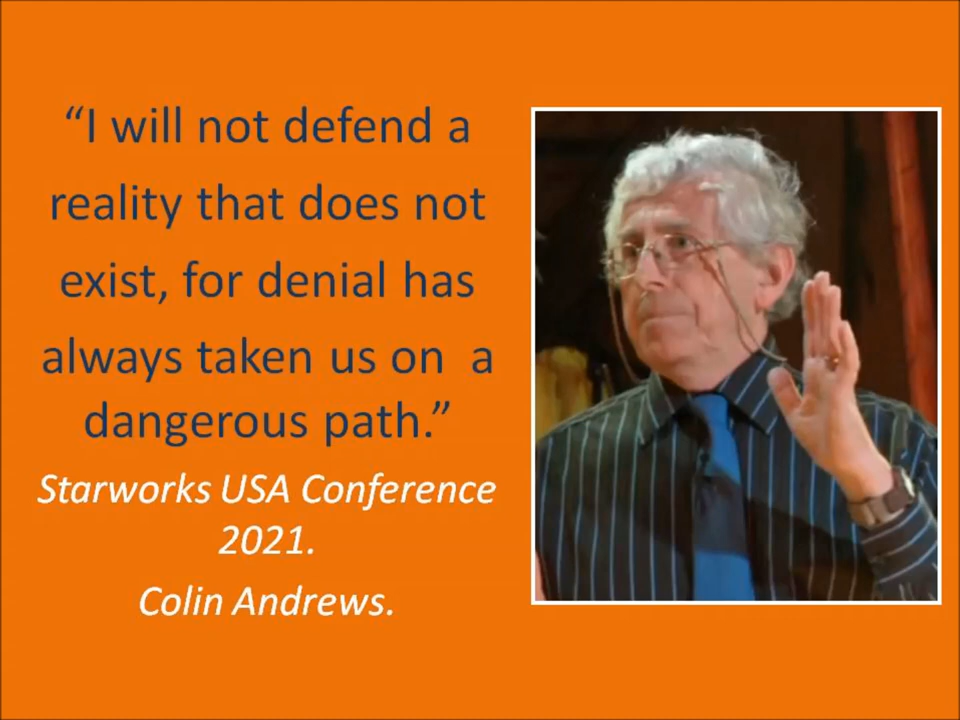 “I will not defend a
reality that does not
exist, for denial has
always taken us on  a
dangerous path.”
Starworks USA Conference
2021.
Colin Andrews.